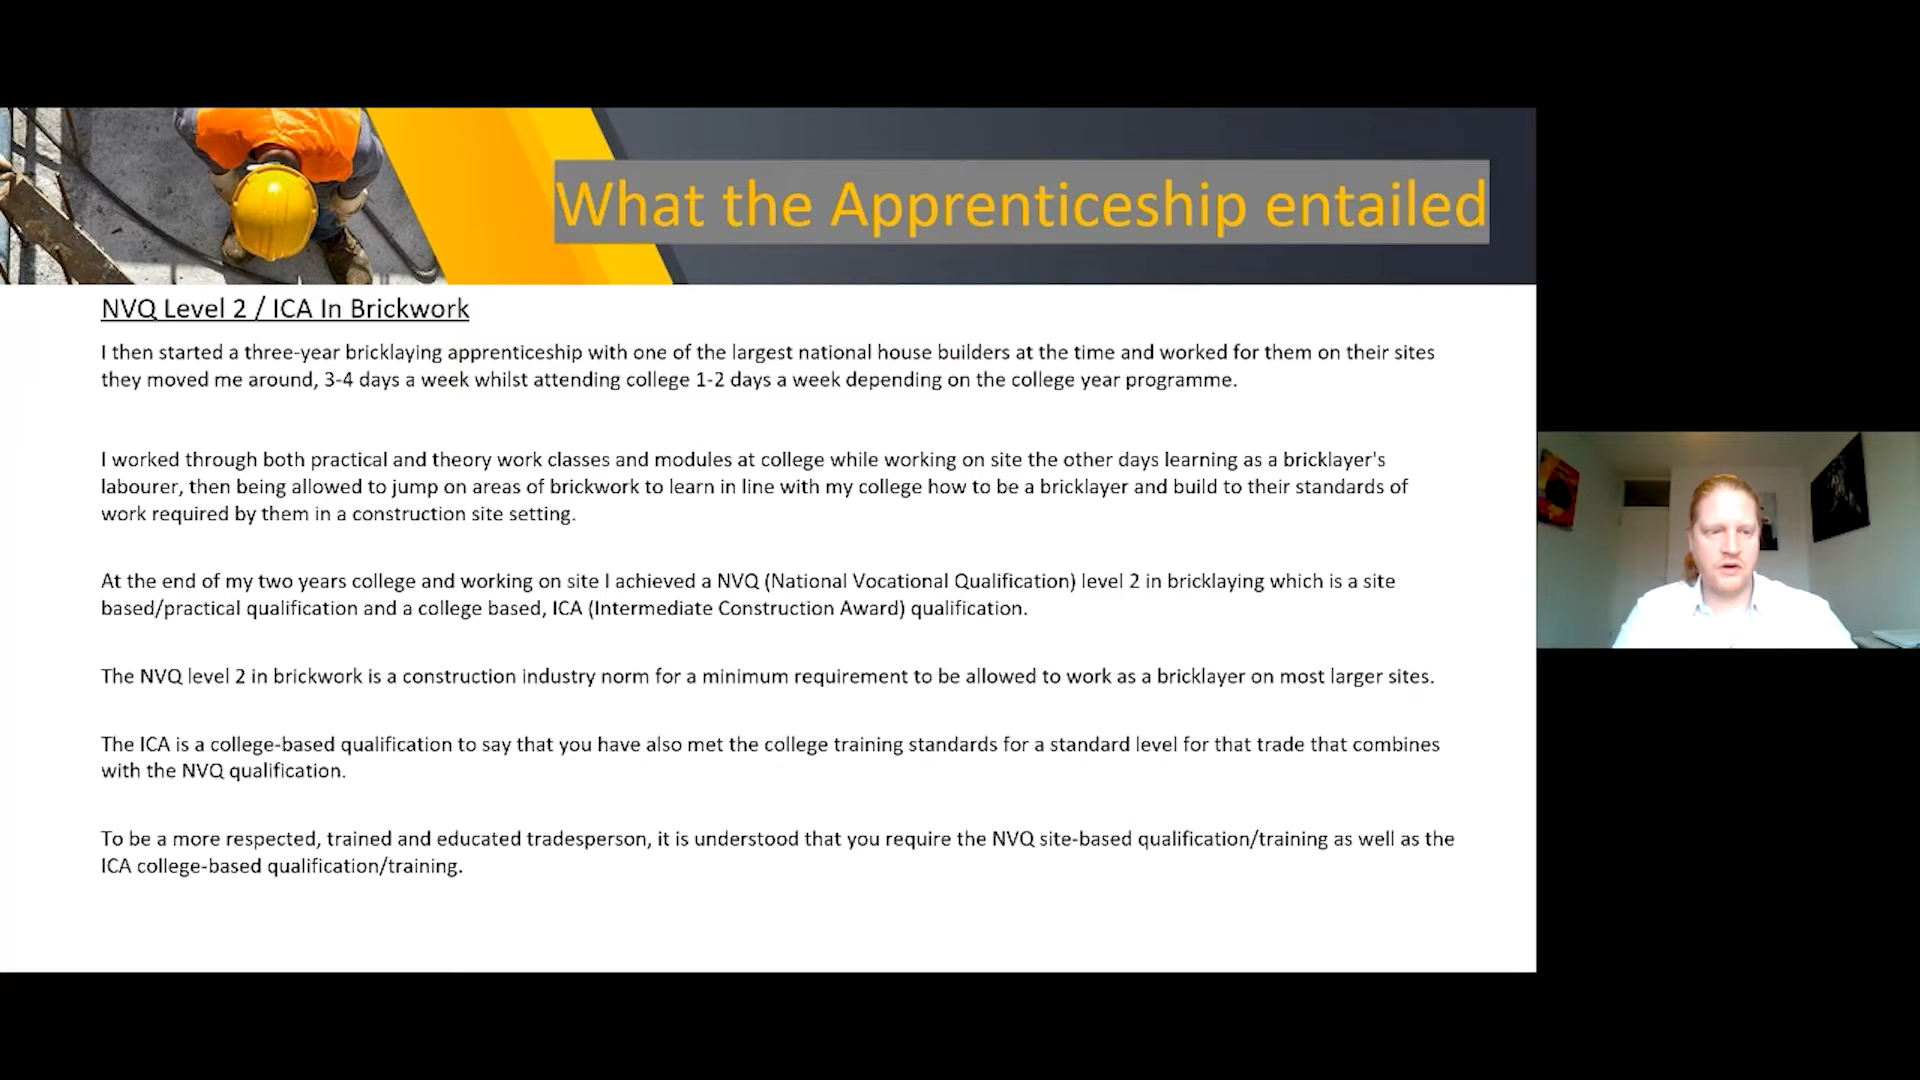 What the Apprenticeship entailed
NVQ Level 2 / ICA In Brickwork
I then started a three-year bricklaying apprenticeship with one of the largest national house builders at the time and worked for them on their sites
they moved me around, 3-4 days a week whilst attending college 1-2 days a week depending on the college year programme.
I worked through both practical and theory work classes and modules at college while working on site the other days learning as a bricklayer's
labourer, then being allowed to jump on areas of brickwork to learn in line with my college how to be a bricklayer and build to their standards of
work required by them in a construction site setting.
At the end of my two years college and working on site I achieved a NVQ (National Vocational Qualification) level 2 in bricklaying which is a site
based/practical qualification and a college based, ICA (Intermediate Construction Award) qualification.
The NVQ level 2 in brickwork is a construction industry norm for a minimum requirement to be allowed to work as a bricklayer on most larger sites.
The ICA is a college-based qualification to say that you have also met the college training standards for a standard level for that trade that combines
with the NVQ qualification.
To be a more respected, trained and educated tradesperson, it is understood that you require the NVQ site-based qualification/training as well as the
ICA college-based qualification/training.